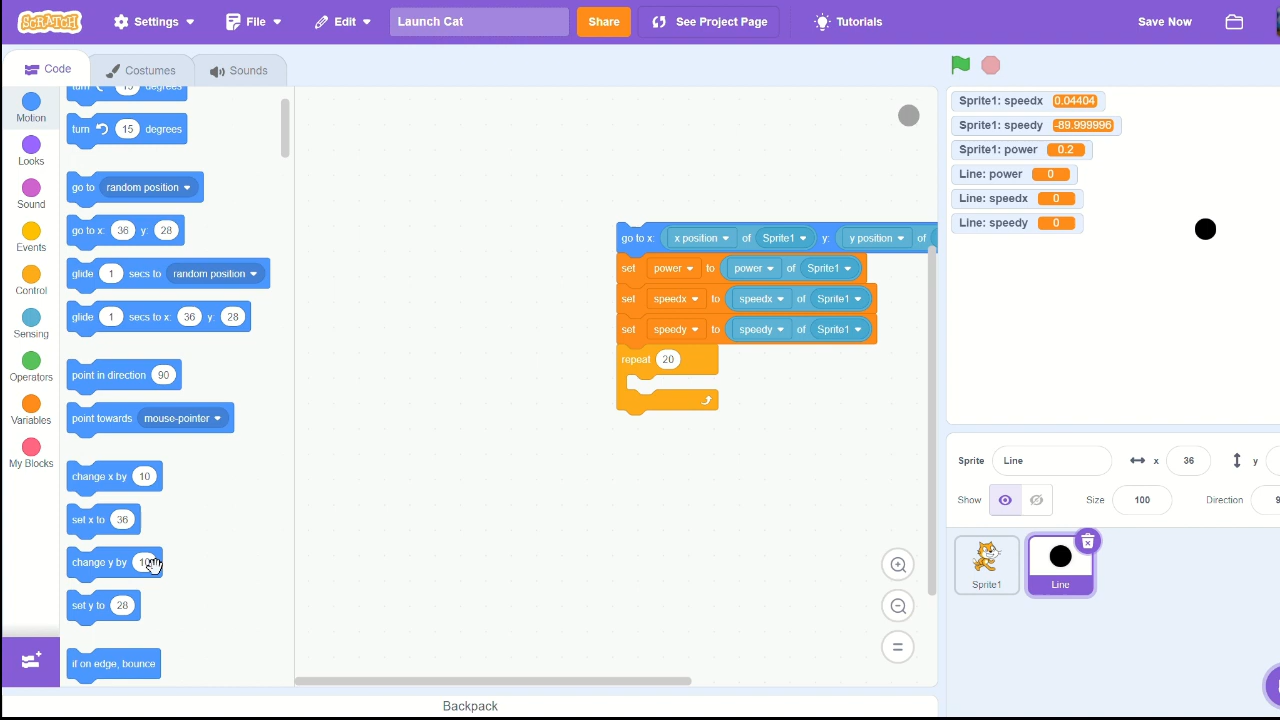 SCRATCH Settings File Edit Launch Cat Share See Project Page Tutorials Save Now
Code Costumes Sounds
Motion
Looks
Sound
Events
Control
Sensing
Operators
Variables
My Blocks
turn 15 degrees
turn 15 degrees
go to random position
go to x: 36 y: 28
glide 1 secs to random position
glide 1 secs to x: 36 y: 28
point in direction 90
point towards mouse-pointer
change x by 10
set x to 36
change y by 10
set y to 28
if on edge, bounce
go to x: x position of Sprite1 y: y position of
set power to power of Sprite1
set speedx to speedx of Sprite1
set speedy to speedy of Sprite1
repeat 20
Sprite1: speedx 0.04404
Sprite1: speedy -89.999996
Sprite1: power 0.2
Line: power 0
Line: speedx 0
Line: speedy 0
Sprite Line x 36 y
Show Size 100 Direction
Sprite1
Line
Backpack